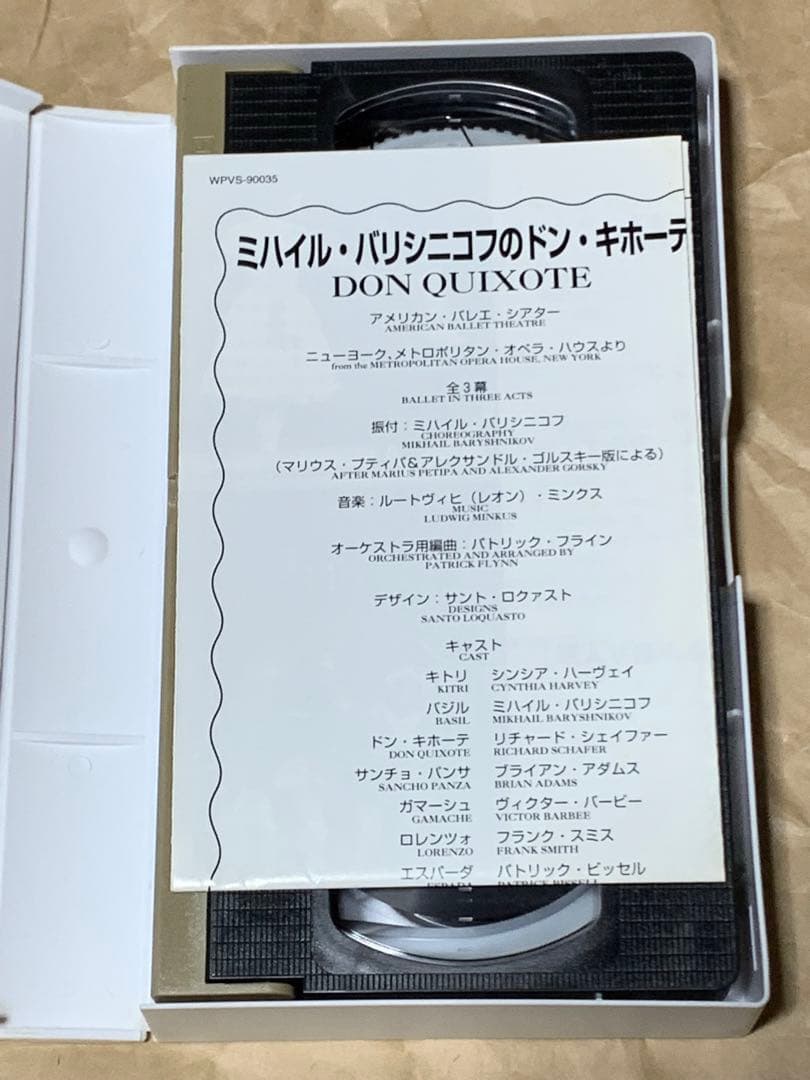 WPVS-90035
ミハイル・バリシニコフのドン・キホーテ
DON QUIXOTE
アメリカン・バレエ・シアター
AMERICAN BALLET THEATRE
ニューヨーク、メトロポリタン・オペラ・ハウスより
from the METROPOLITAN OPERA HOUSE, NEW YORK
全3幕
BALLET IN THREE ACTS
振付：ミハイル・バリシニコフ
CHOREOGRAPHY
MIKHAIL BARYSHNIKOV
（マリウス・プティパ&アレクサンドル・ゴルスキー版による）
AFTER MARIUS PETIPA AND ALEXANDER GORSKY
音楽：ルートヴィヒ（レオン）・ミンクス
MUSIC
LUDWIG MINKUS
オーケストラ用編曲：パトリック・フライン
ORCHESTRATED AND ARRANGED BY
PATRICK FLYNN
デザイン：サント・ロクァスト
DESIGNS
SANTO LOQUASTO
キャスト
CAST
キトリ シンシア・ハーヴェイ
KITRI CYNTHIA HARVEY
バジル ミハイル・バリシニコフ
BASIL MIKHAIL BARYSHNIKOV
ドン・キホーテ リチャード・シェイファー
DON QUIXOTE RICHARD SCHAFER
サンチョ・パンサ ブライアン・アダムス
SANCHO PANZA BRIAN ADAMS
ガマーシュ ヴィクター・バービー
GAMACHE VICTOR BARBEE
ロレンツォ フランク・スミス
LORENZO FRANK SMITH
エスパーダ パトリック・ビッセル
ESPADA PATRICK BISSELL